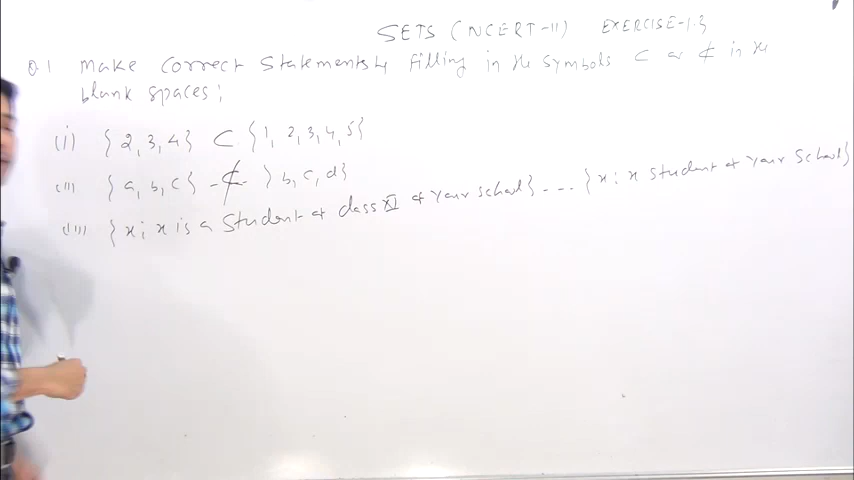 SETS (NCERT-11) EXERCISE-1.3
Q1 Make correct statements by filling in the symbols ⊂ or ⊄ in the
blank spaces;
(i) {2,3,4} ⊂ {1,2,3,4,5}
(ii) {a,b,c} -⊄- {b,c,d}
(iii) {x; x is a student of class XI of your school} --- {x: x student of your school}